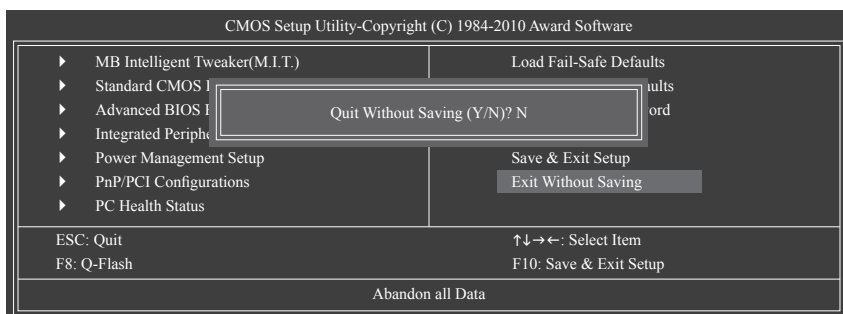 CMOS Setup Utility-Copyright (C) 1984-2010 Award Software
▶ MB Intelligent Tweaker(M.I.T.)
▶ Standard CMOS
▶ Advanced BIOS
▶ Integrated
▶ Power Management Setup
▶ PnP/PCI Configurations
▶ PC Health Status
Load Fail-Safe Defaults
Save & Exit Setup
Exit Without Saving
Quit Without Saving (Y/N)? N
ESC: Quit
F8: Q-Flash
↑↓→←: Select Item
F10: Save & Exit Setup
Abandon all Data